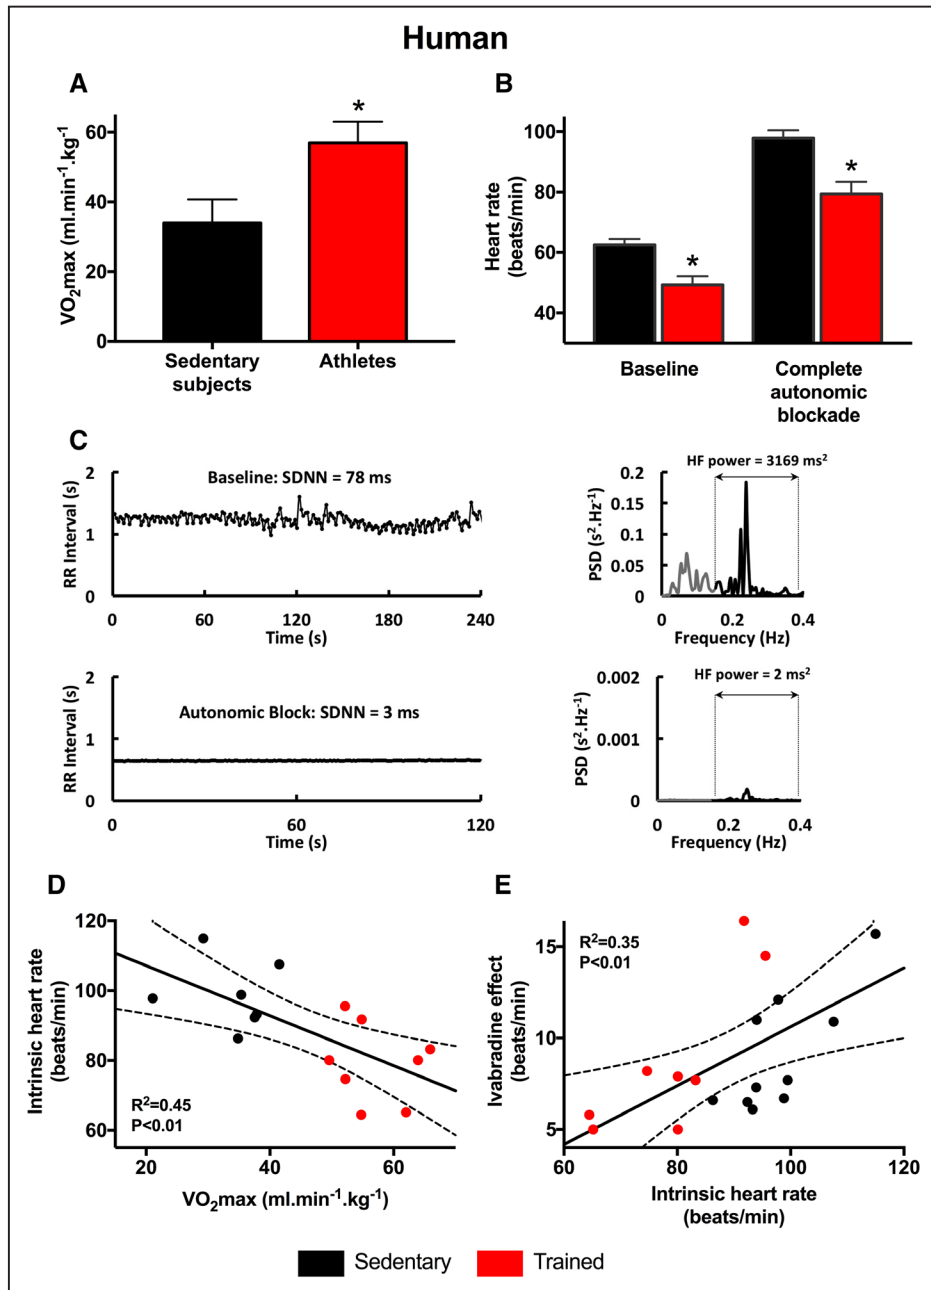 Human
A
VO2max (ml.min-1.kg-1)
60
40
20
0
*
Sedentary
subjects
Athletes
B
Heart rate
(beats/min)
100
80
60
40
*
*
Baseline
Complete
autonomic
blockade
C
RR Interval (s)
2
1
0
Baseline: SDNN = 78 ms
0 60 120 180 240
Time (s)
PSD (s2.Hz-1)
HF power = 3169 ms2
0.2
0.15
0.1
0.05
0
0 0.2 0.4
Frequency (Hz)
RR Interval (s)
2
1
0
Autonomic Block: SDNN = 3 ms
0 60 120
Time (s)
PSD (s2.Hz-1)
HF power = 2 ms2
0.002
0.001
0
0 0.2 0.4
Frequency (Hz)
D
Intrinsic heart rate
(beats/min)
120
100
80
60
R2=0.45
P<0.01
20 40 60
VO2max (ml.min-1.kg-1)
E
Ivabradine effect
(beats/min)
15
10
5
R2=0.35
P<0.01
60 80 100 120
Intrinsic heart rate
(beats/min)
Sedentary
Trained